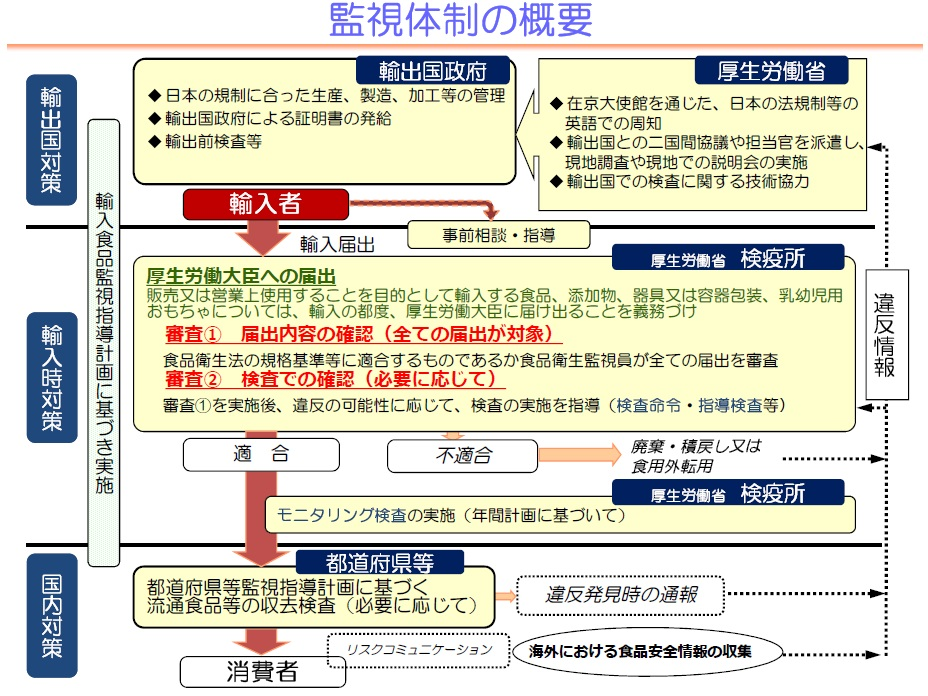 監視体制の概要
輸出国対策
輸出国政府
◆日本の規制に合った生産、製造、加工等の管理
◆輸出国政府による証明書の発給
◆輸出前検査等
厚生労働省
◆在京大使館を通じた、日本の法規制等の
英語での周知
◆輸出国との二国間協議や担当官を派遣し、
現地調査や現地での説明会の実施
◆輸出国での検査に関する技術協力
輸入食品監視指導計画に基づき実施
輸入者
輸入届出
事前相談・指導
輸入時対策
厚生労働省 検疫所
厚生労働大臣への届出
販売又は営業上使用することを目的として輸入する食品、添加物、器具又は容器包装、乳幼児用
おもちゃについては、輸入の都度、厚生労働大臣に届け出ることを義務づけ
審査① 届出内容の確認（全ての届出が対象）
食品衛生法の規格基準等に適合するものであるか食品衛生監視員が全ての届出を審査
審査② 検査での確認（必要に応じて）
審査①を実施後、違反の可能性に応じて、検査の実施を指導（検査命令・指導検査等）
違反情報
適 合
不適合
廃棄・積戻し又は
食用外転用
厚生労働省 検疫所
モニタリング検査の実施（年間計画に基づいて）
国内対策
都道府県等
都道府県等監視指導計画に基づく
流通食品等の収去検査（必要に応じて）
違反発見時の通報
消費者
リスクコミュニケーション
海外における食品安全情報の収集